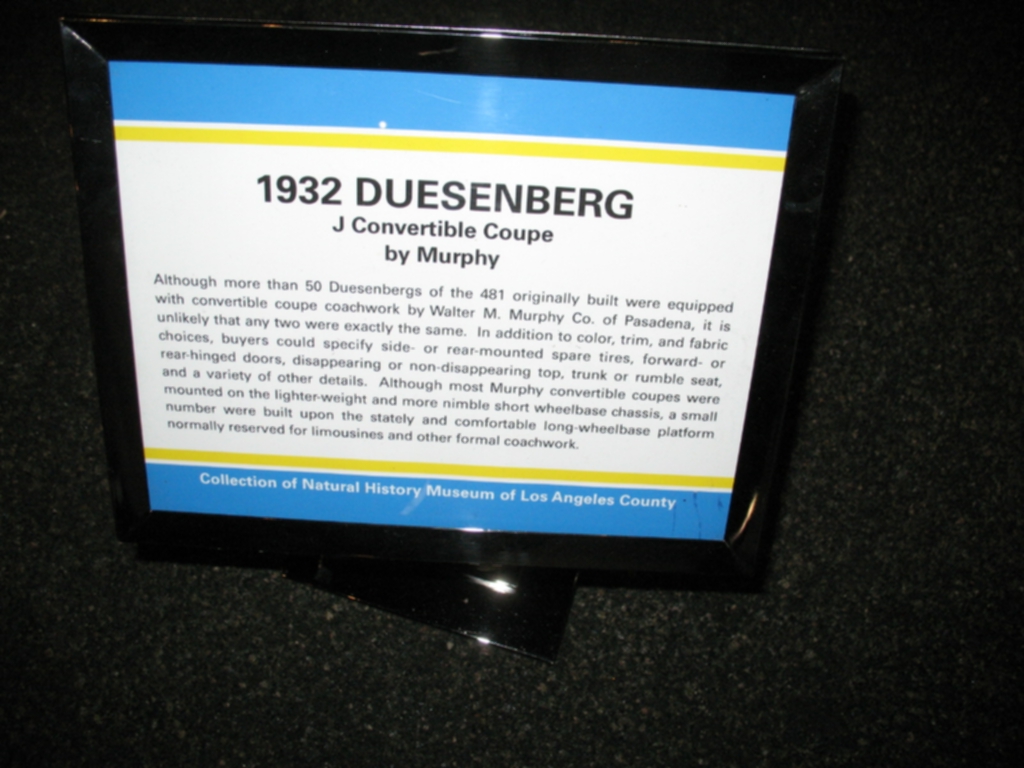 1932 DUESENBERG
J Convertible Coupe
by Murphy
Although more than 50 Duesenbergs of the 481 originally built were equipped
with convertible coupe coachwork by Walter M. Murphy Co. of Pasadena, it is
unlikely that any two were exactly the same. In addition to color, trim, and fabric
choices, buyers could specify side- or rear-mounted spare tires, forward- or
rear-hinged doors, disappearing or non-disappearing top, trunk or rumble seat,
and a variety of other details. Although most Murphy convertible coupes were
mounted on the lighter-weight and more nimble short wheelbase chassis, a small
number were built upon the stately and comfortable long-wheelbase platform
normally reserved for limousines and other formal coachwork.
Collection of Natural History Museum of Los Angeles County